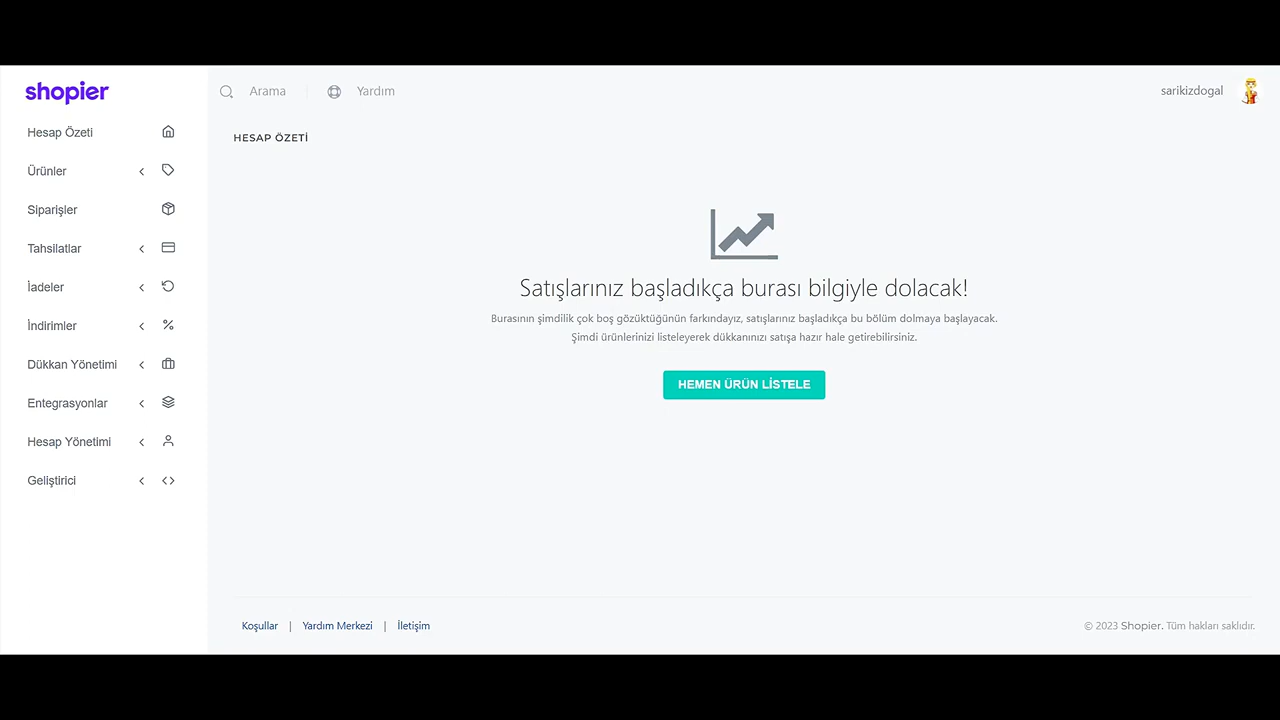 shopier
Arama
Yardım
sarikizdogal
Hesap Özeti
Ürünler
Siparişler
Tahsilatlar
İadeler
İndirimler
Dükkan Yönetimi
Entegrasyonlar
Hesap Yönetimi
Geliştirici
HESAP ÖZETİ
Satışlarınız başladıkça burası bilgiyle dolacak!
Burasının şimdilik çok boş gözüktüğünün farkındayız, satışlarınız başladıkça bu bölüm dolmaya başlayacak.
Şimdi ürünlerinizi listeleyerek dükkanınızı satışa hazır hale getirebilirsiniz.
HEMEN ÜRÜN LİSTELE
Koşullar | Yardım Merkezi | İletişim
© 2023 Shopier. Tüm hakları saklıdır.